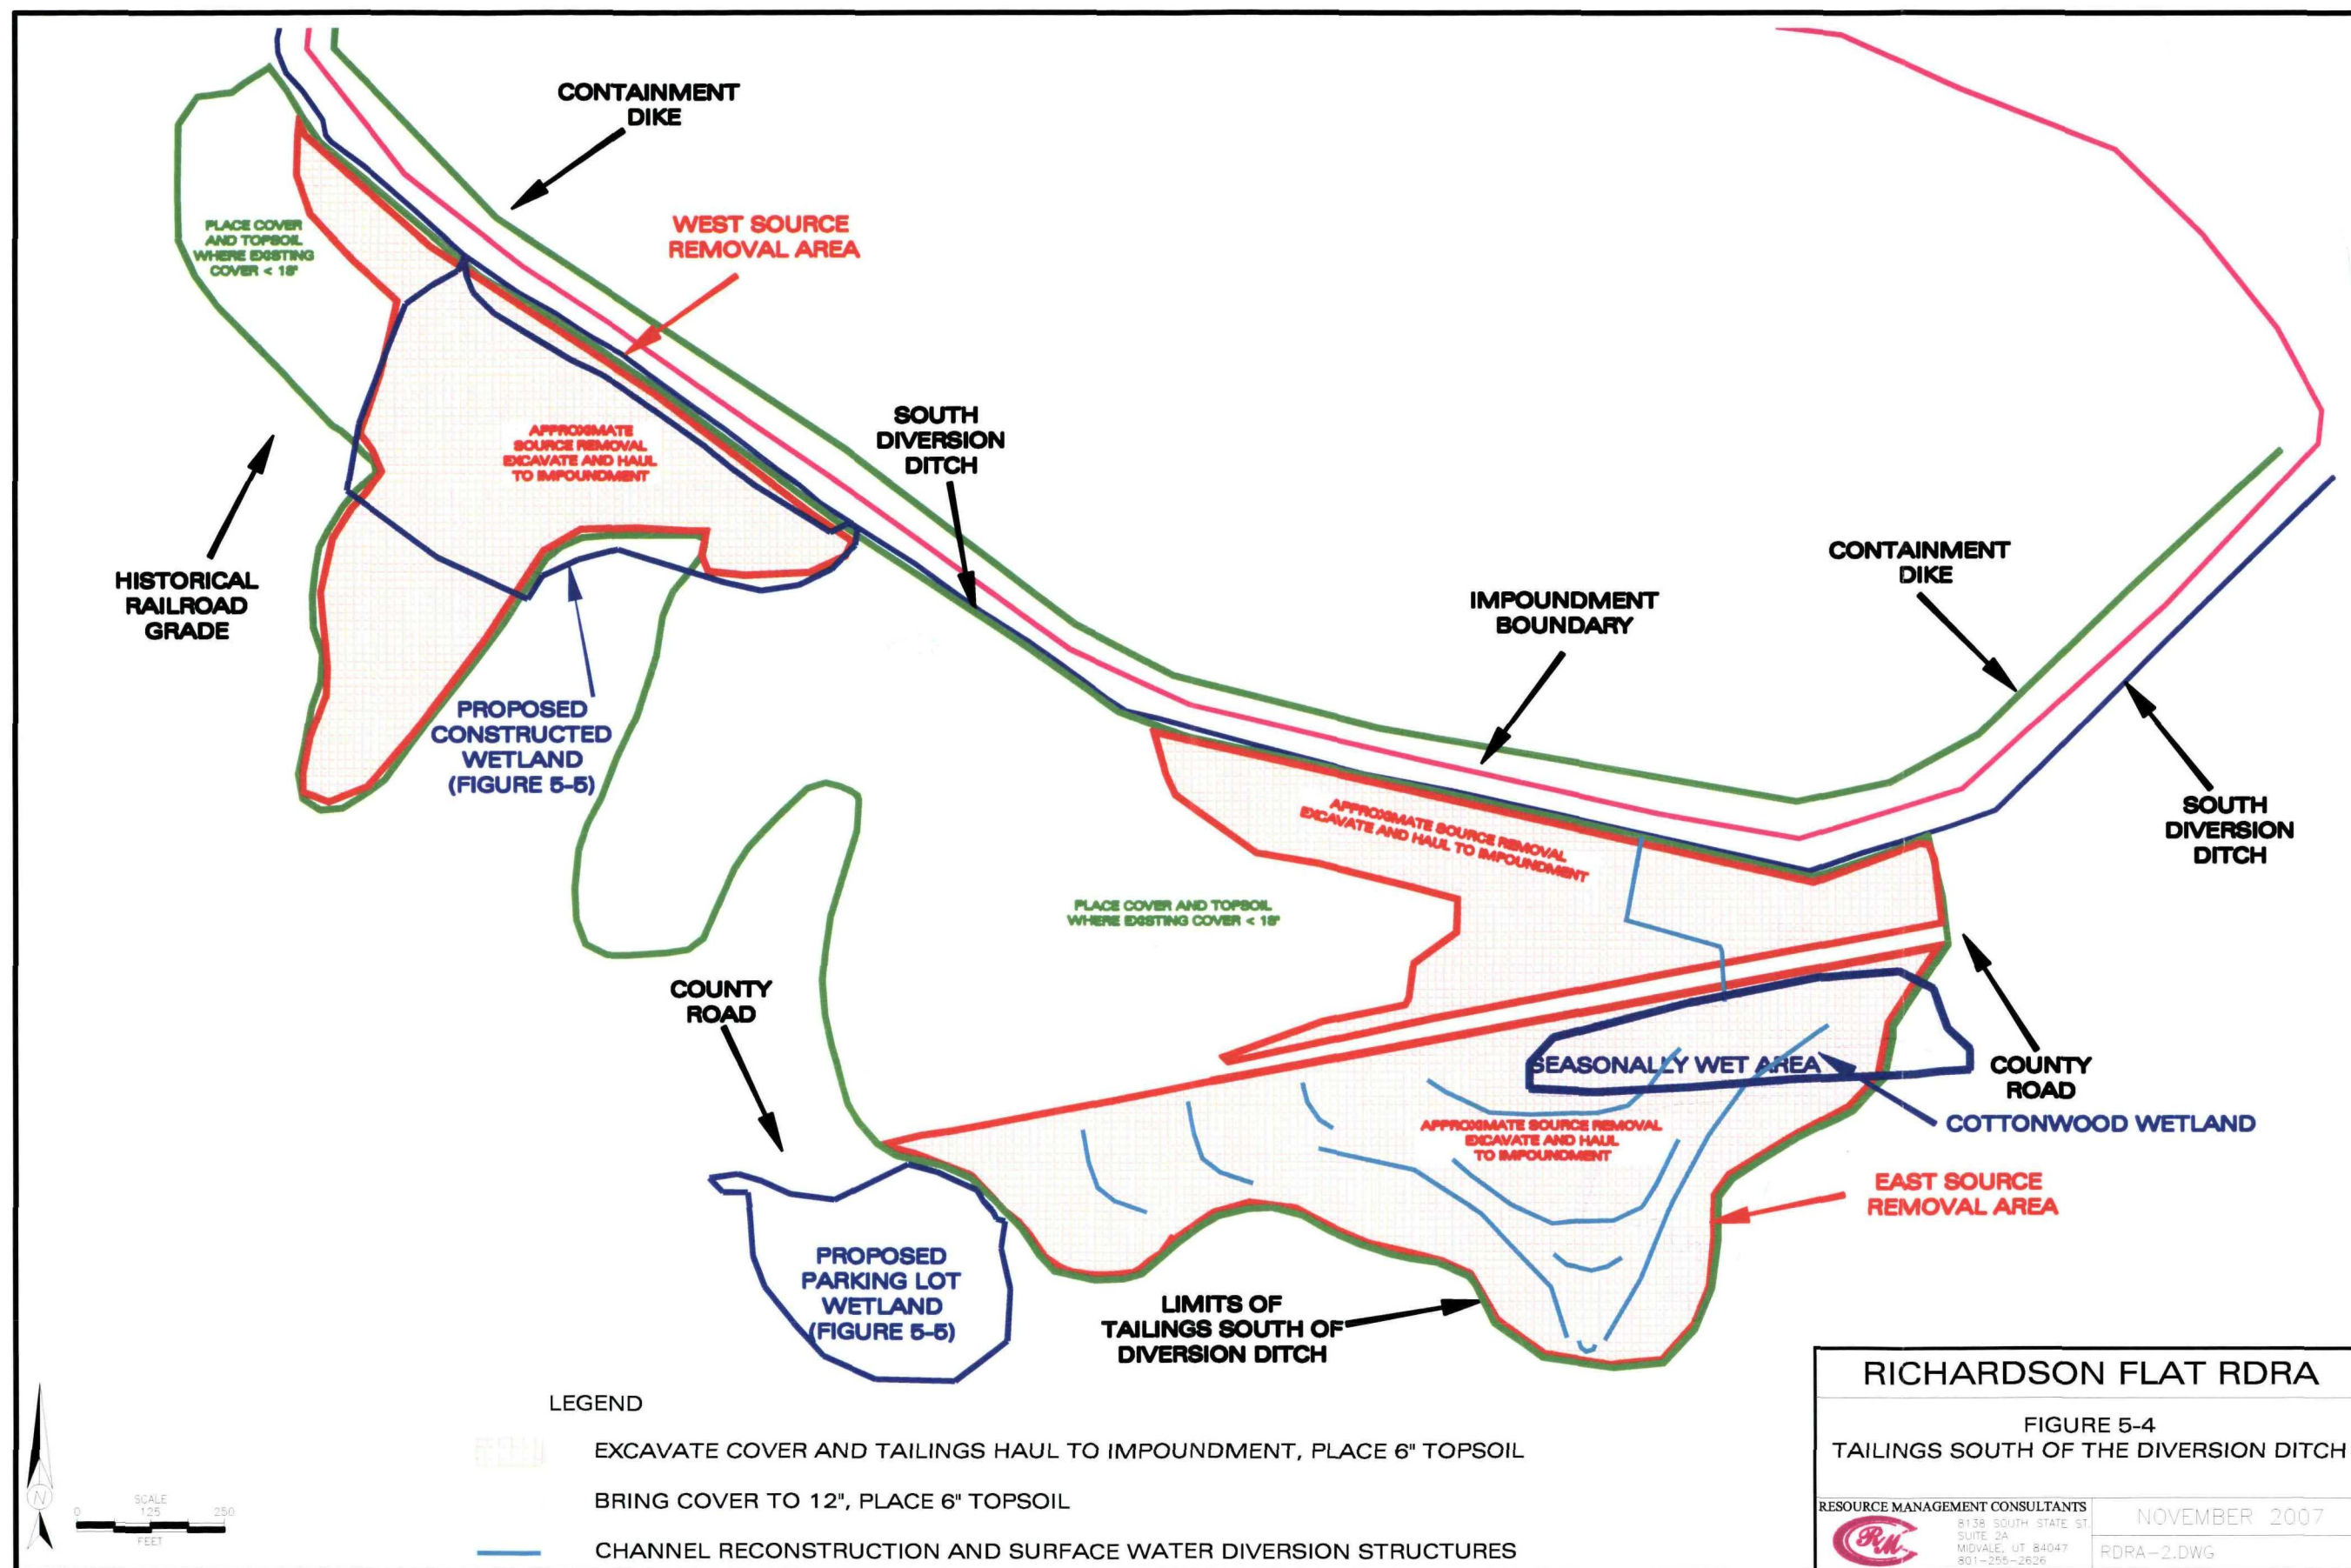 CONTAINMENT
DIKE
WEST SOURCE
REMOVAL AREA
PLACE COVER
AND TOPSOIL
WHERE EXISTING
COVER < 18"
APPROXIMATE
SOURCE REMOVAL
EXCAVATE AND HAUL
TO IMPOUNDMENT
SOUTH
DIVERSION
DITCH
HISTORICAL
RAILROAD
GRADE
CONTAINMENT
DIKE
IMPOUNDMENT
BOUNDARY
PROPOSED
CONSTRUCTED
WETLAND
(FIGURE 5-5)
SOUTH
DIVERSION
DITCH
APPROXIMATE SOURCE REMOVAL
EXCAVATE AND HAUL TO IMPOUNDMENT
PLACE COVER AND TOPSOIL
WHERE EXISTING COVER < 18"
COUNTY
ROAD
SEASONALLY WET AREA
COUNTY
ROAD
COTTONWOOD WETLAND
APPROXIMATE SOURCE REMOVAL
EXCAVATE AND HAUL
TO IMPOUNDMENT
EAST SOURCE
REMOVAL AREA
PROPOSED
PARKING LOT
WETLAND
(FIGURE 5-5)
LIMITS OF
TAILINGS SOUTH OF
DIVERSION DITCH
LEGEND
EXCAVATE COVER AND TAILINGS HAUL TO IMPOUNDMENT, PLACE 6" TOPSOIL
BRING COVER TO 12", PLACE 6" TOPSOIL
CHANNEL RECONSTRUCTION AND SURFACE WATER DIVERSION STRUCTURES
N
SCALE
0 125 250
FEET
RICHARDSON FLAT RDRA
FIGURE 5-4
TAILINGS SOUTH OF THE DIVERSION DITCH
RESOURCE MANAGEMENT CONSULTANTS
RMC
8138 SOUTH STATE ST.
SUITE 2A
MIDVALE, UT 84047
801-255-2626
NOVEMBER 2007
RDRA-2.DWG